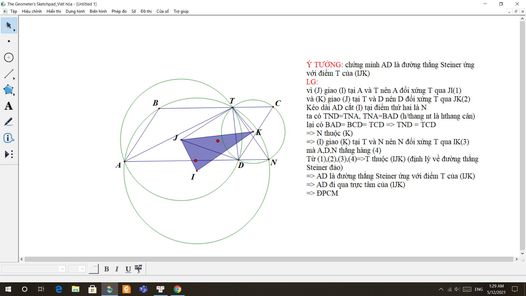 The Geometer's Sketchpad_Việt hóa - [Untitled 1]
Tập Hiệu chỉnh Hiển thị Dụng hình Biến hình Phép đo Số Đồ thị Cửa sổ Trợ giúp
Ý TƯỞNG: chứng minh AD là đường thẳng Steiner ứng
với điểm T của (IJK)
LG:
vì (J) giao (I) tại A và T nên A đối xứng T qua JI(1)
và (K) giao (J) tại T và D nên D đối xứng T qua JK(2)
Kéo dài AD cắt (I) tại điểm thứ hai là N
ta có TND=TNA, TNA=BAD (h/thang nt là hthang cân)
lại có BAD= BCD= TCD => TND = TCD
=> N thuộc (K)
=> (I) giao (K) tại T và N nên N đối xứng T qua IK(3)
mà A,D,N thẳng hàng (4)
Từ (1),(2),(3),(4)=>T thuộc (IJK) (định lý về đường thẳng
Steiner đảo)
=> AD là đường thẳng Steiner ứng với điểm T của (IJK)
=> AD đi qua trực tâm của (IJK)
=> ĐPCM
B
T
C
J
K
A
D
N
I
A
B I U
1:29 AM
ENG
5/12/2021